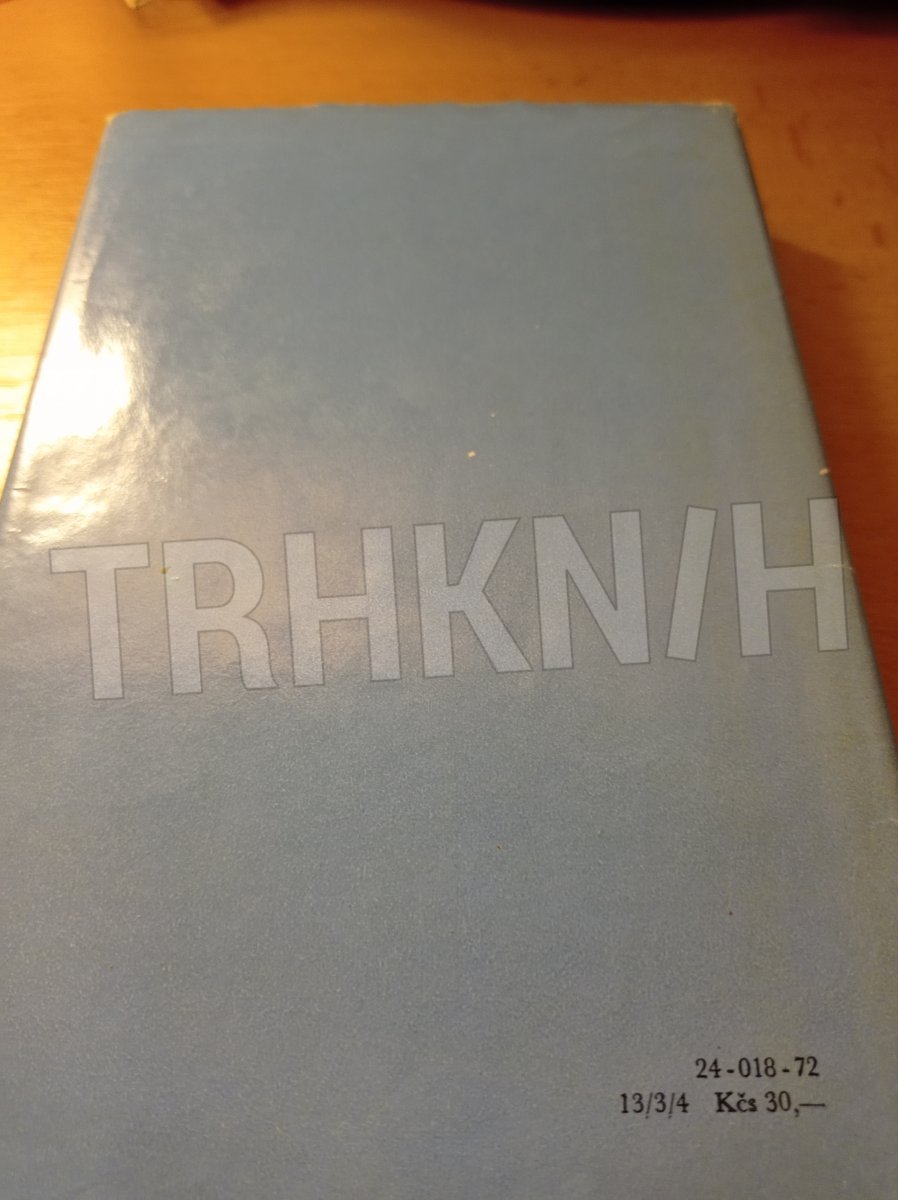 TRHKN/H
24-018-72
13/3/4 Kčs 30,—